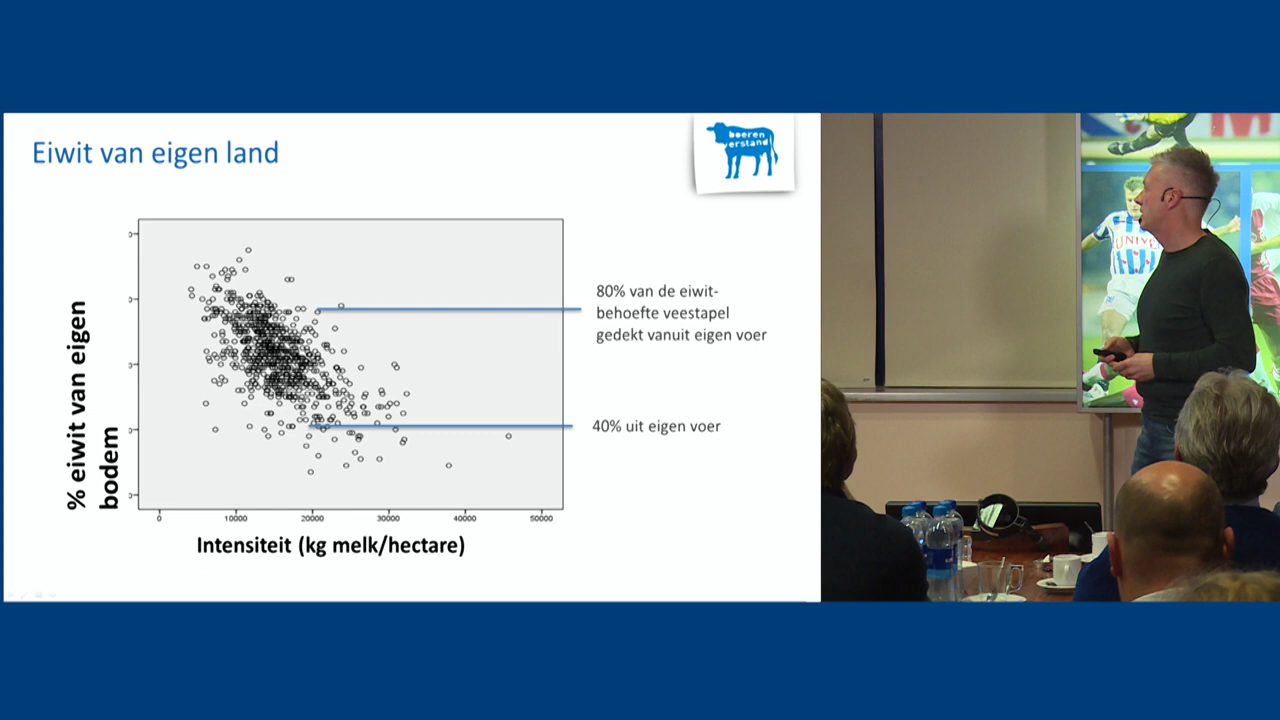 Eiwit van eigen land
boeren
verstand
% eiwit van eigen
bodem
80% van de eiwit-
behoefte veestapel
gedekt vanuit eigen voer
40% uit eigen voer
0 10000 20000 30000 40000 50000
Intensiteit (kg melk/hectare)
UNIVE